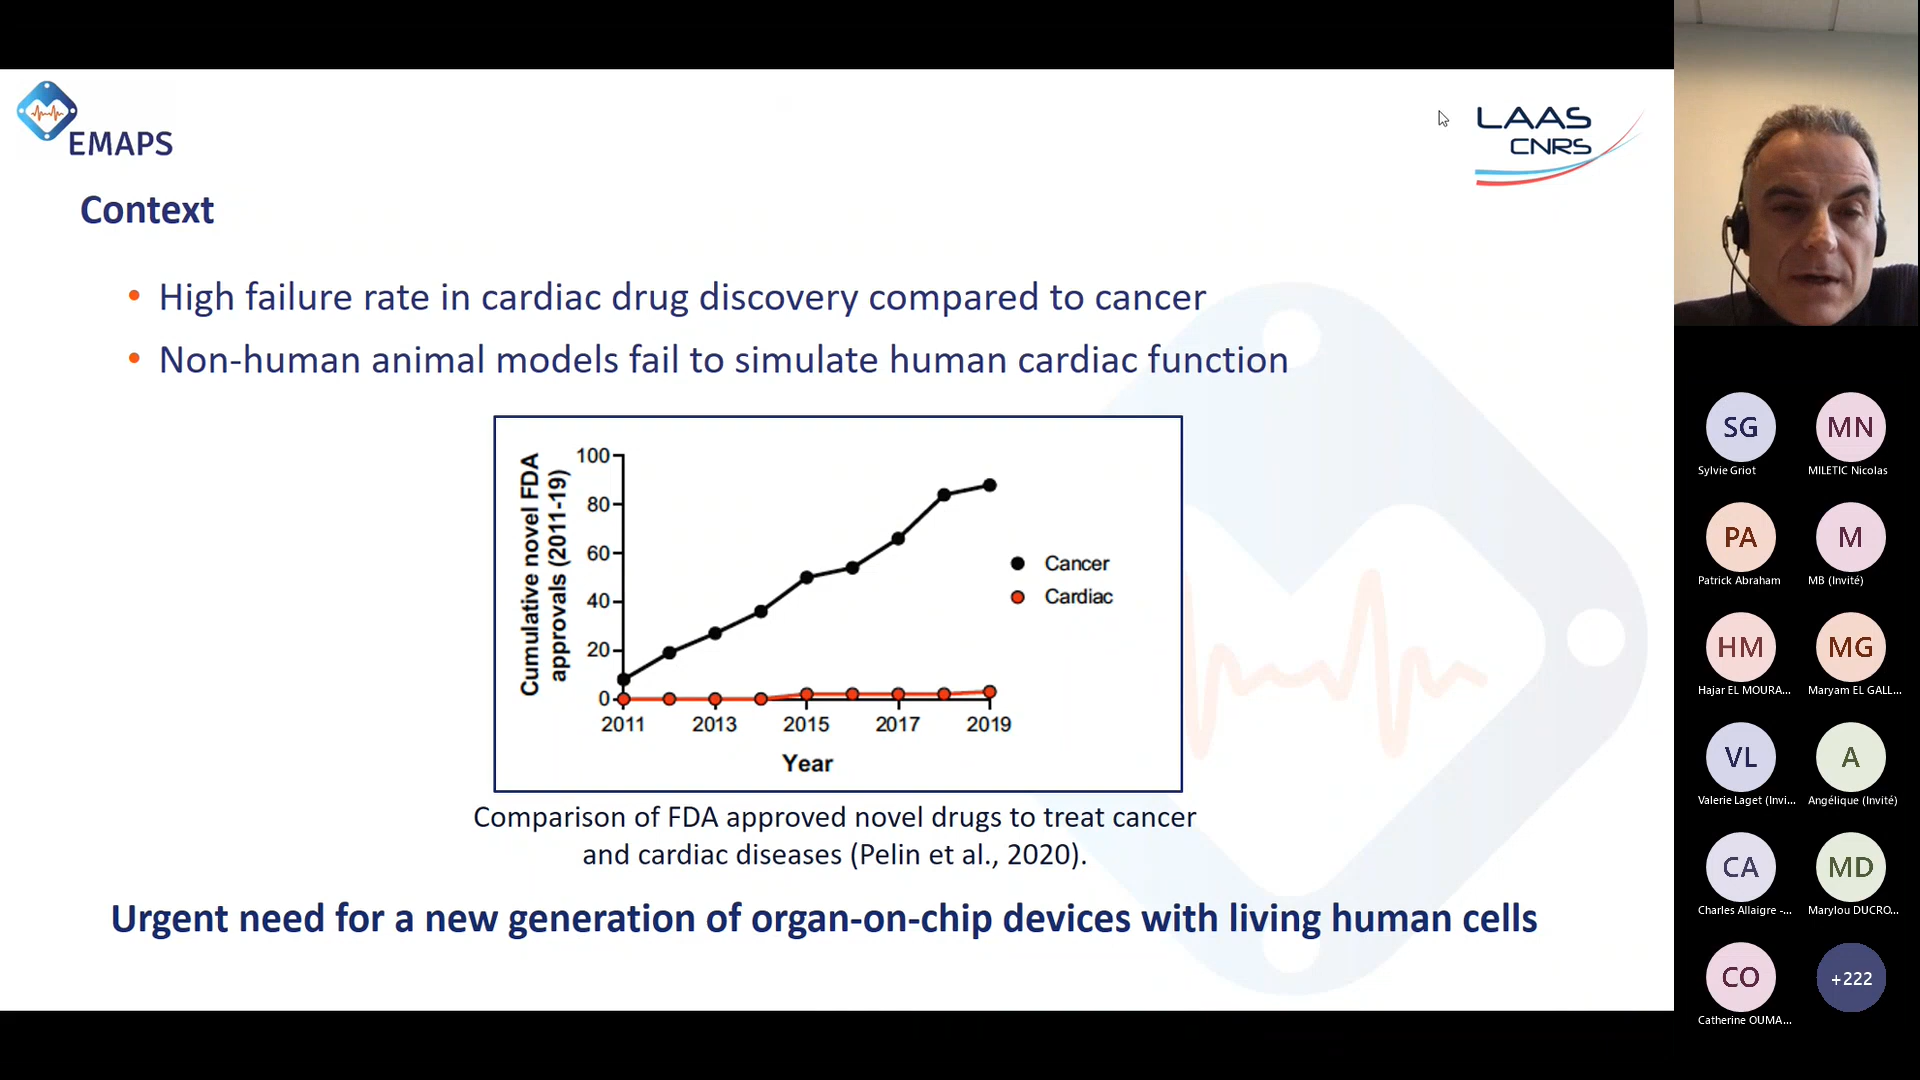 EMAPS
LAAS
CNRS
Context
• High failure rate in cardiac drug discovery compared to cancer
• Non-human animal models fail to simulate human cardiac function
Cumulative novel FDA
approvals (2011-19)
100
80
60
40
20
0
2011 2013 2015 2017 2019
Year
Cancer
Cardiac
Comparison of FDA approved novel drugs to treat cancer
and cardiac diseases (Pelin et al., 2020).
Urgent need for a new generation of organ-on-chip devices with living human cells
SG MN
Sylvie Griot MILETIC Nicolas
PA M
Patrick Abraham MB (Invité)
HM MG
Hajar EL MOURA... Maryam EL GALL...
VL A
Valerie Laget (Invi... Angélique (Invité)
CA MD
Charles Allaigre -... Marylou DUCRO...
CO +222
Catherine OUMA...